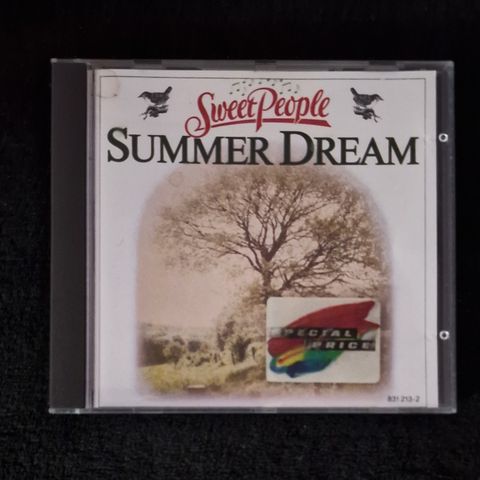 Sweet People
SUMMER DREAM
SPECIAL
PRICE
831 213-2